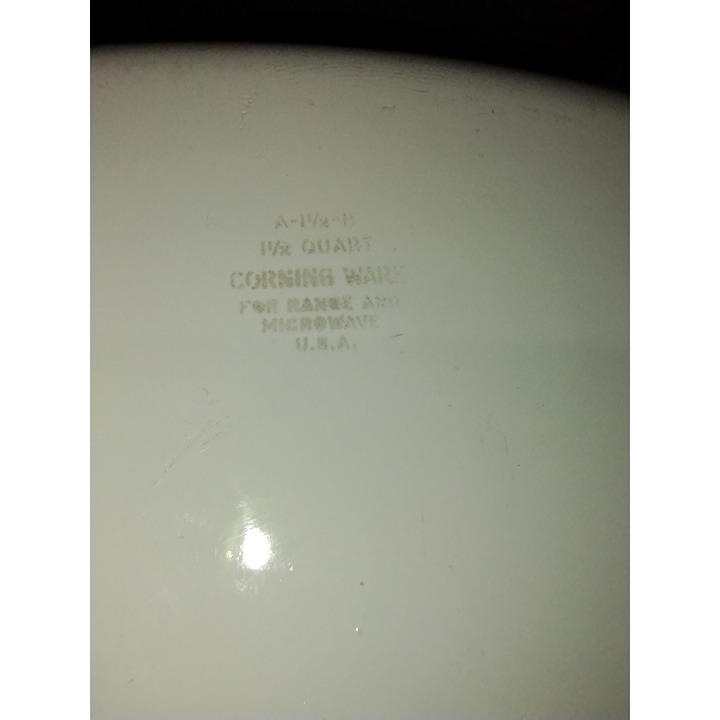 A-1½-B
1½ QUART
CORNING WARE
FOR RANGE AND
MICROWAVE
U.S.A.